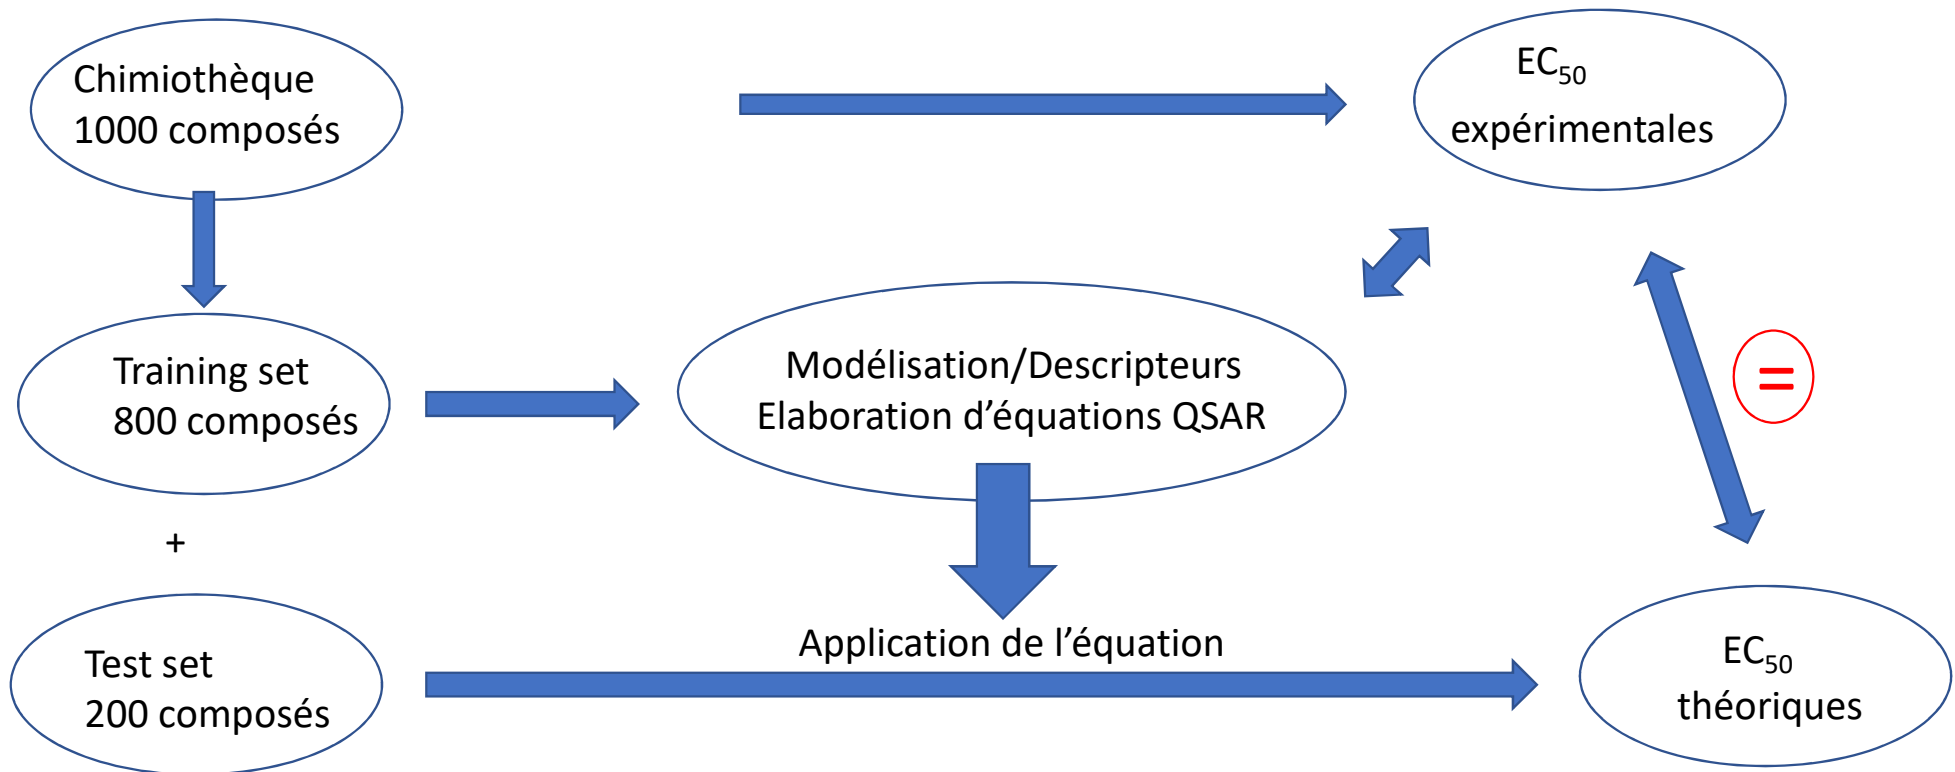 Chimiothèque
1000 composés
EC₅₀
expérimentales
Training set
800 composés
Modélisation/Descripteurs
Elaboration d’équations QSAR
=
+
Application de l’équation
Test set
200 composés
EC₅₀
théoriques